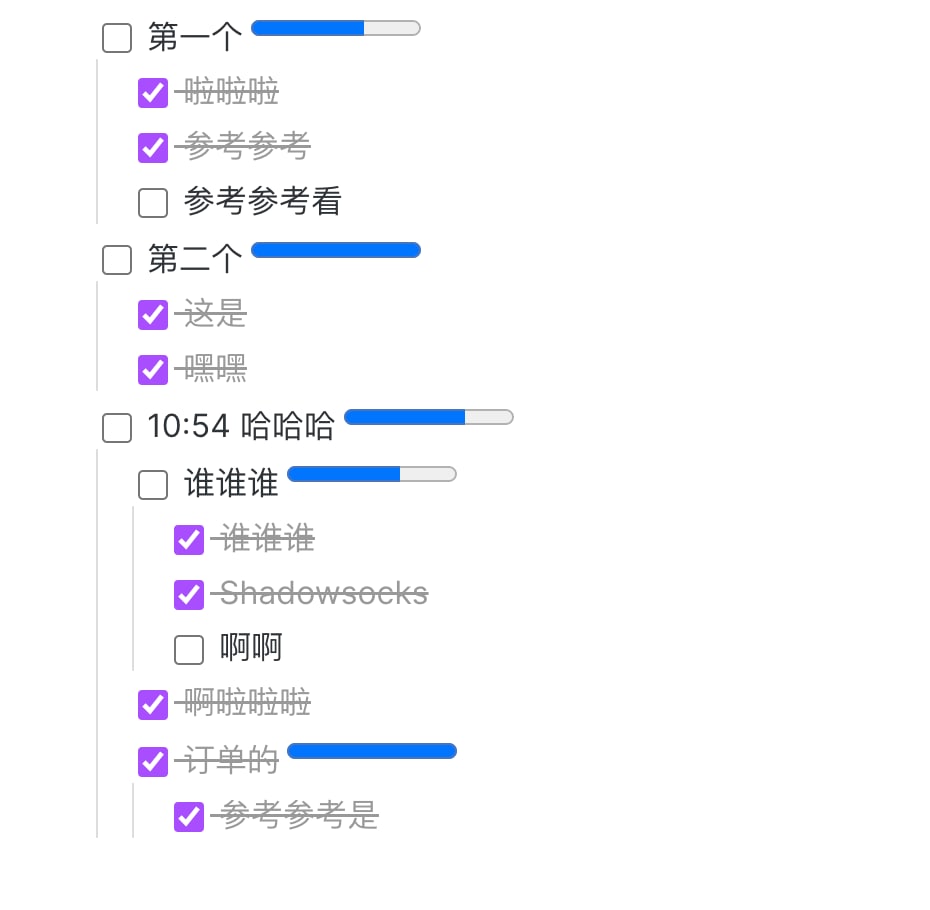 第一个
啦啦啦
参考参考
参考参考看
第二个
这是
嘿嘿
10:54 哈哈哈
谁谁谁
谁谁谁
Shadowsocks
啊啊
啊啦啦啦
订单的
参考参考是